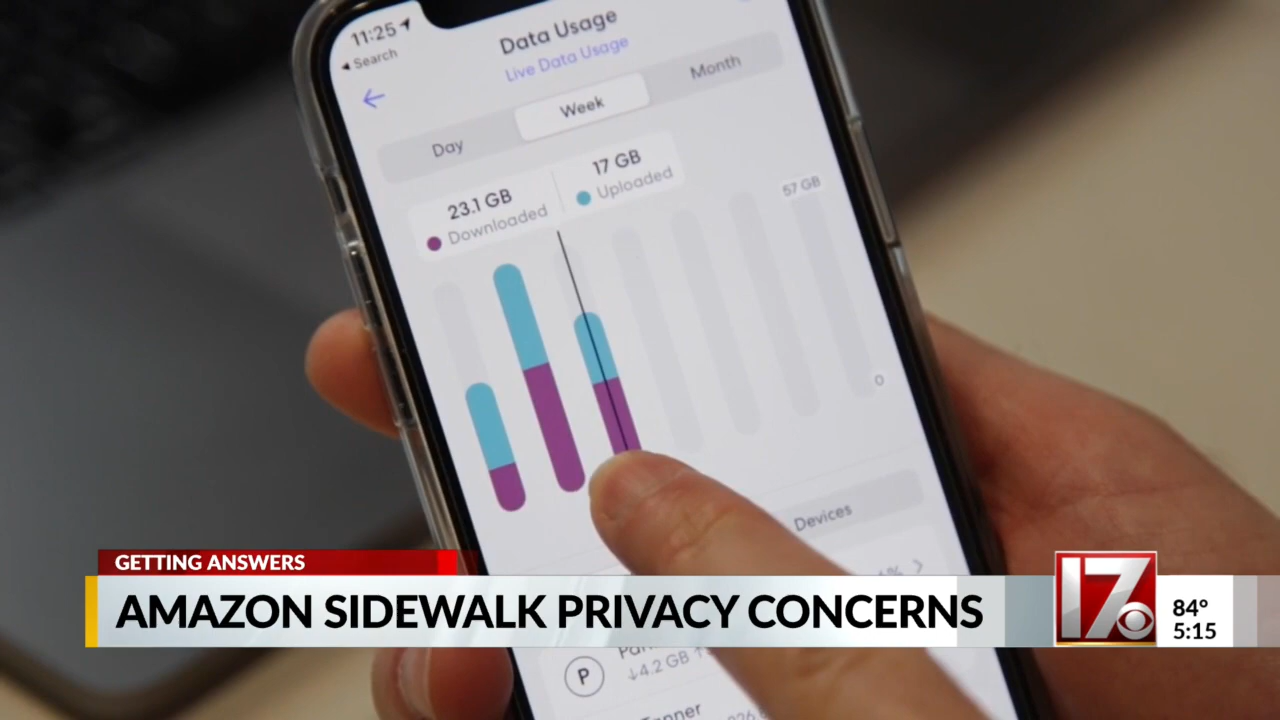 11:25
Search
Data Usage
Live Data Usage
Day
Week
Month
23.1 GB
Downloaded
17 GB
Uploaded
57 GB
0
Devices
%
P
↓4.2 GB
Tanner
GETTING ANSWERS
AMAZON SIDEWALK PRIVACY CONCERNS
17
84°
5:15